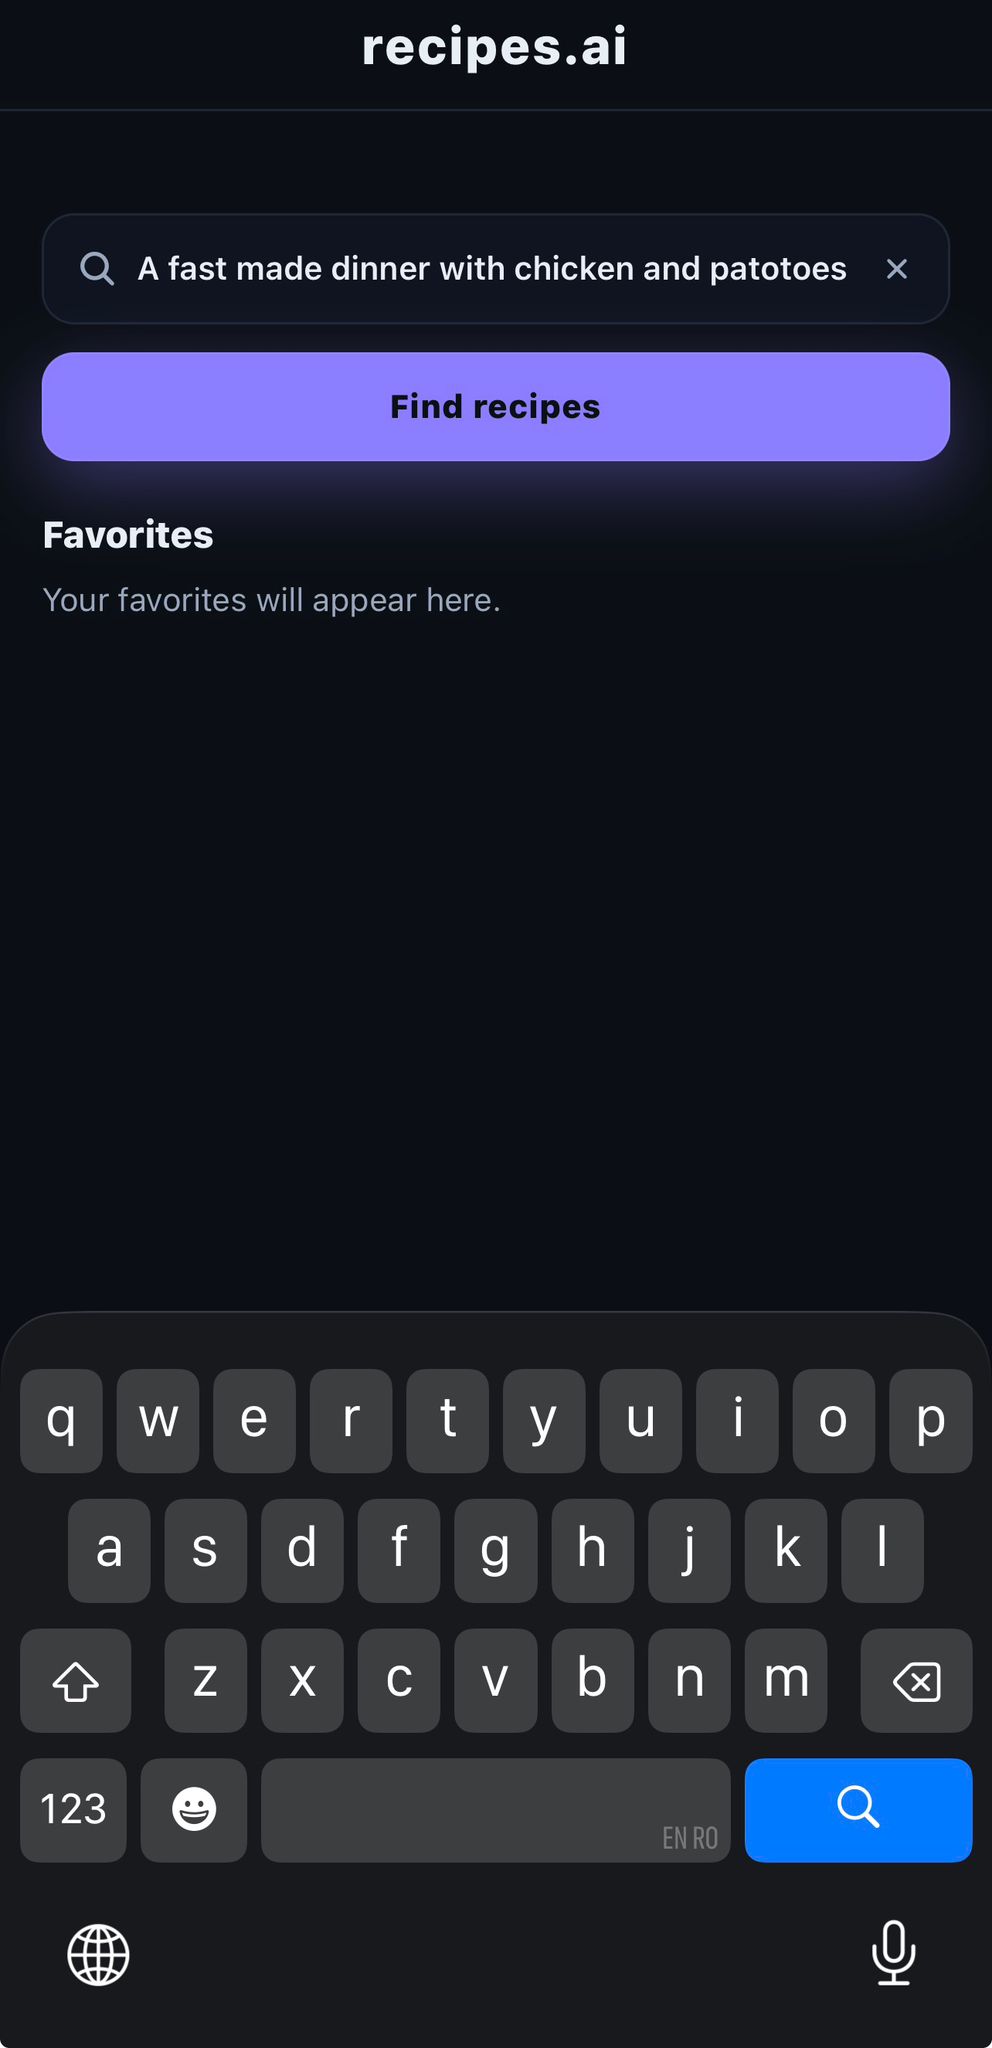 recipes.ai
A fast made dinner with chicken and patotoes
Find recipes
Favorites
Your favorites will appear here.
q w e r t y u i o p
a s d f g h j k l
z x c v b n m
123
EN RO